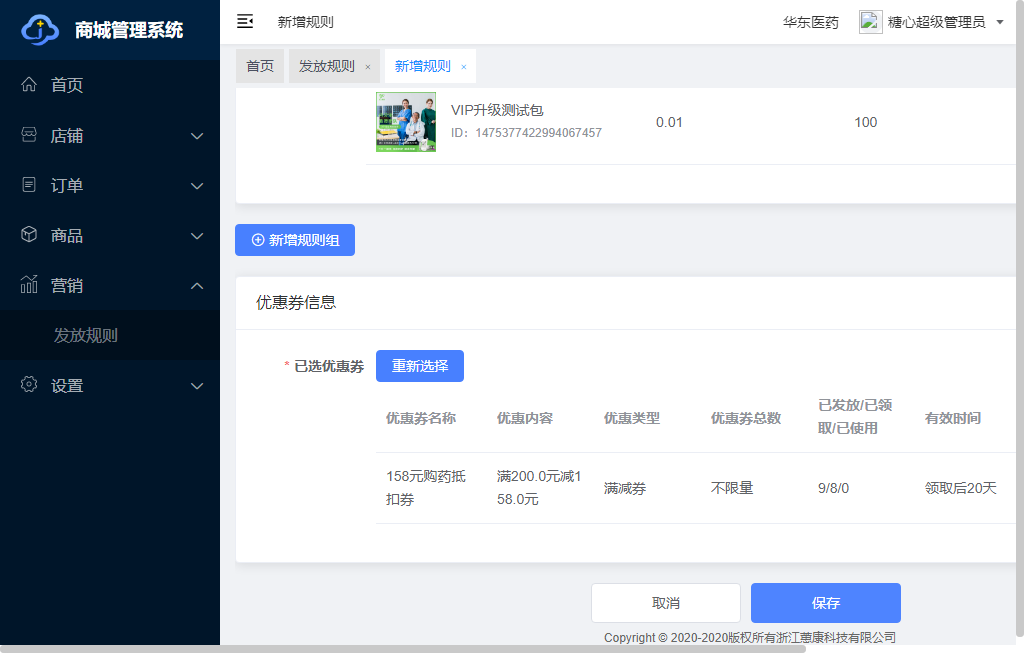 商城管理系统
新增规则
华东医药
糖心超级管理员
首页
发放规则 ×
新增规则 ×
首页
店铺
订单
商品
营销
发放规则
设置
VIP升级测试包
ID：1475377422994067457
0.01
100
新增规则组
优惠券信息
* 已选优惠券
重新选择
优惠券名称
优惠内容
优惠类型
优惠券总数
已发放/已领
取/已使用
有效时间
158元购药抵
扣券
满200.0元减1
58.0元
满减券
不限量
9/8/0
领取后20天
取消
保存
Copyright © 2020-2020版权所有浙江蒽康科技有限公司